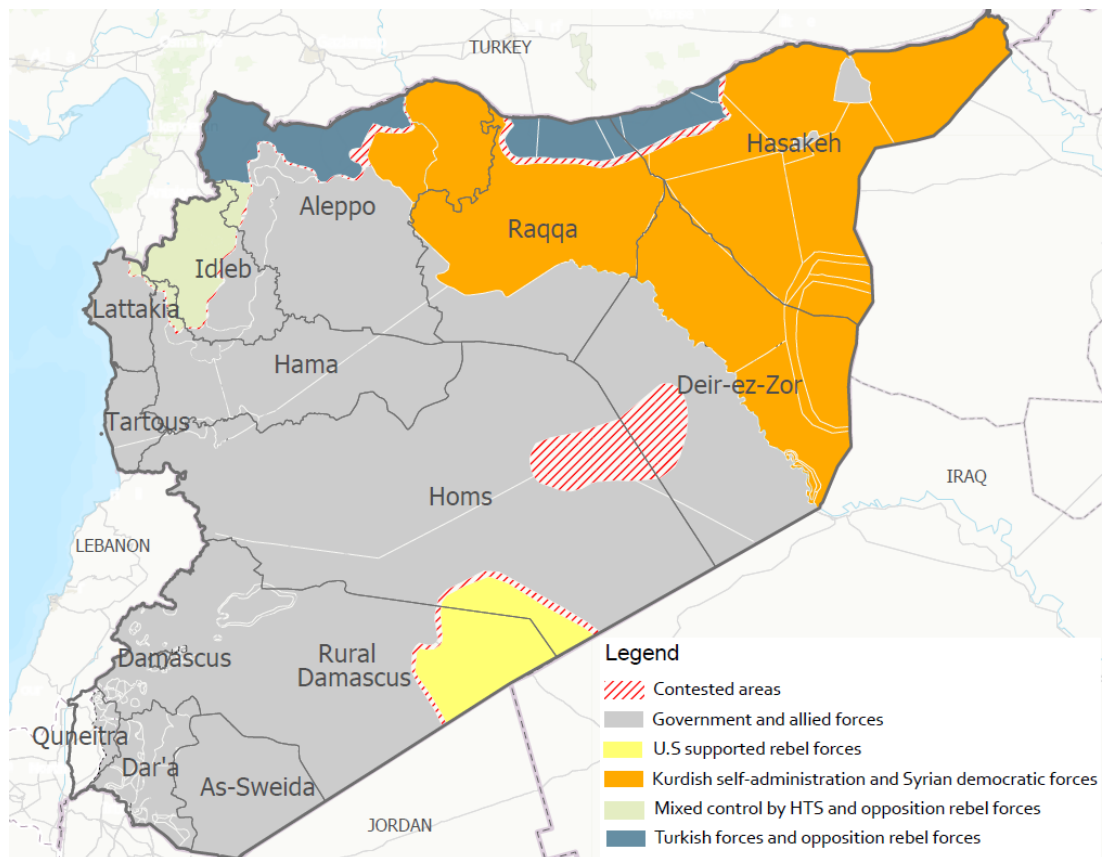 TURKEY
Hasakeh
Aleppo
Raqqa
Idleb
Lattakia
Hama
Deir-ez-Zor
Tartous
IRAQ
Homs
LEBANON
Rural
Damascus
Damascus
Quneitra
Dar'a
As-Sweida
JORDAN
Legend
Contested areas
Government and allied forces
U.S supported rebel forces
Kurdish self-administration and Syrian democratic forces
Mixed control by HTS and opposition rebel forces
Turkish forces and opposition rebel forces